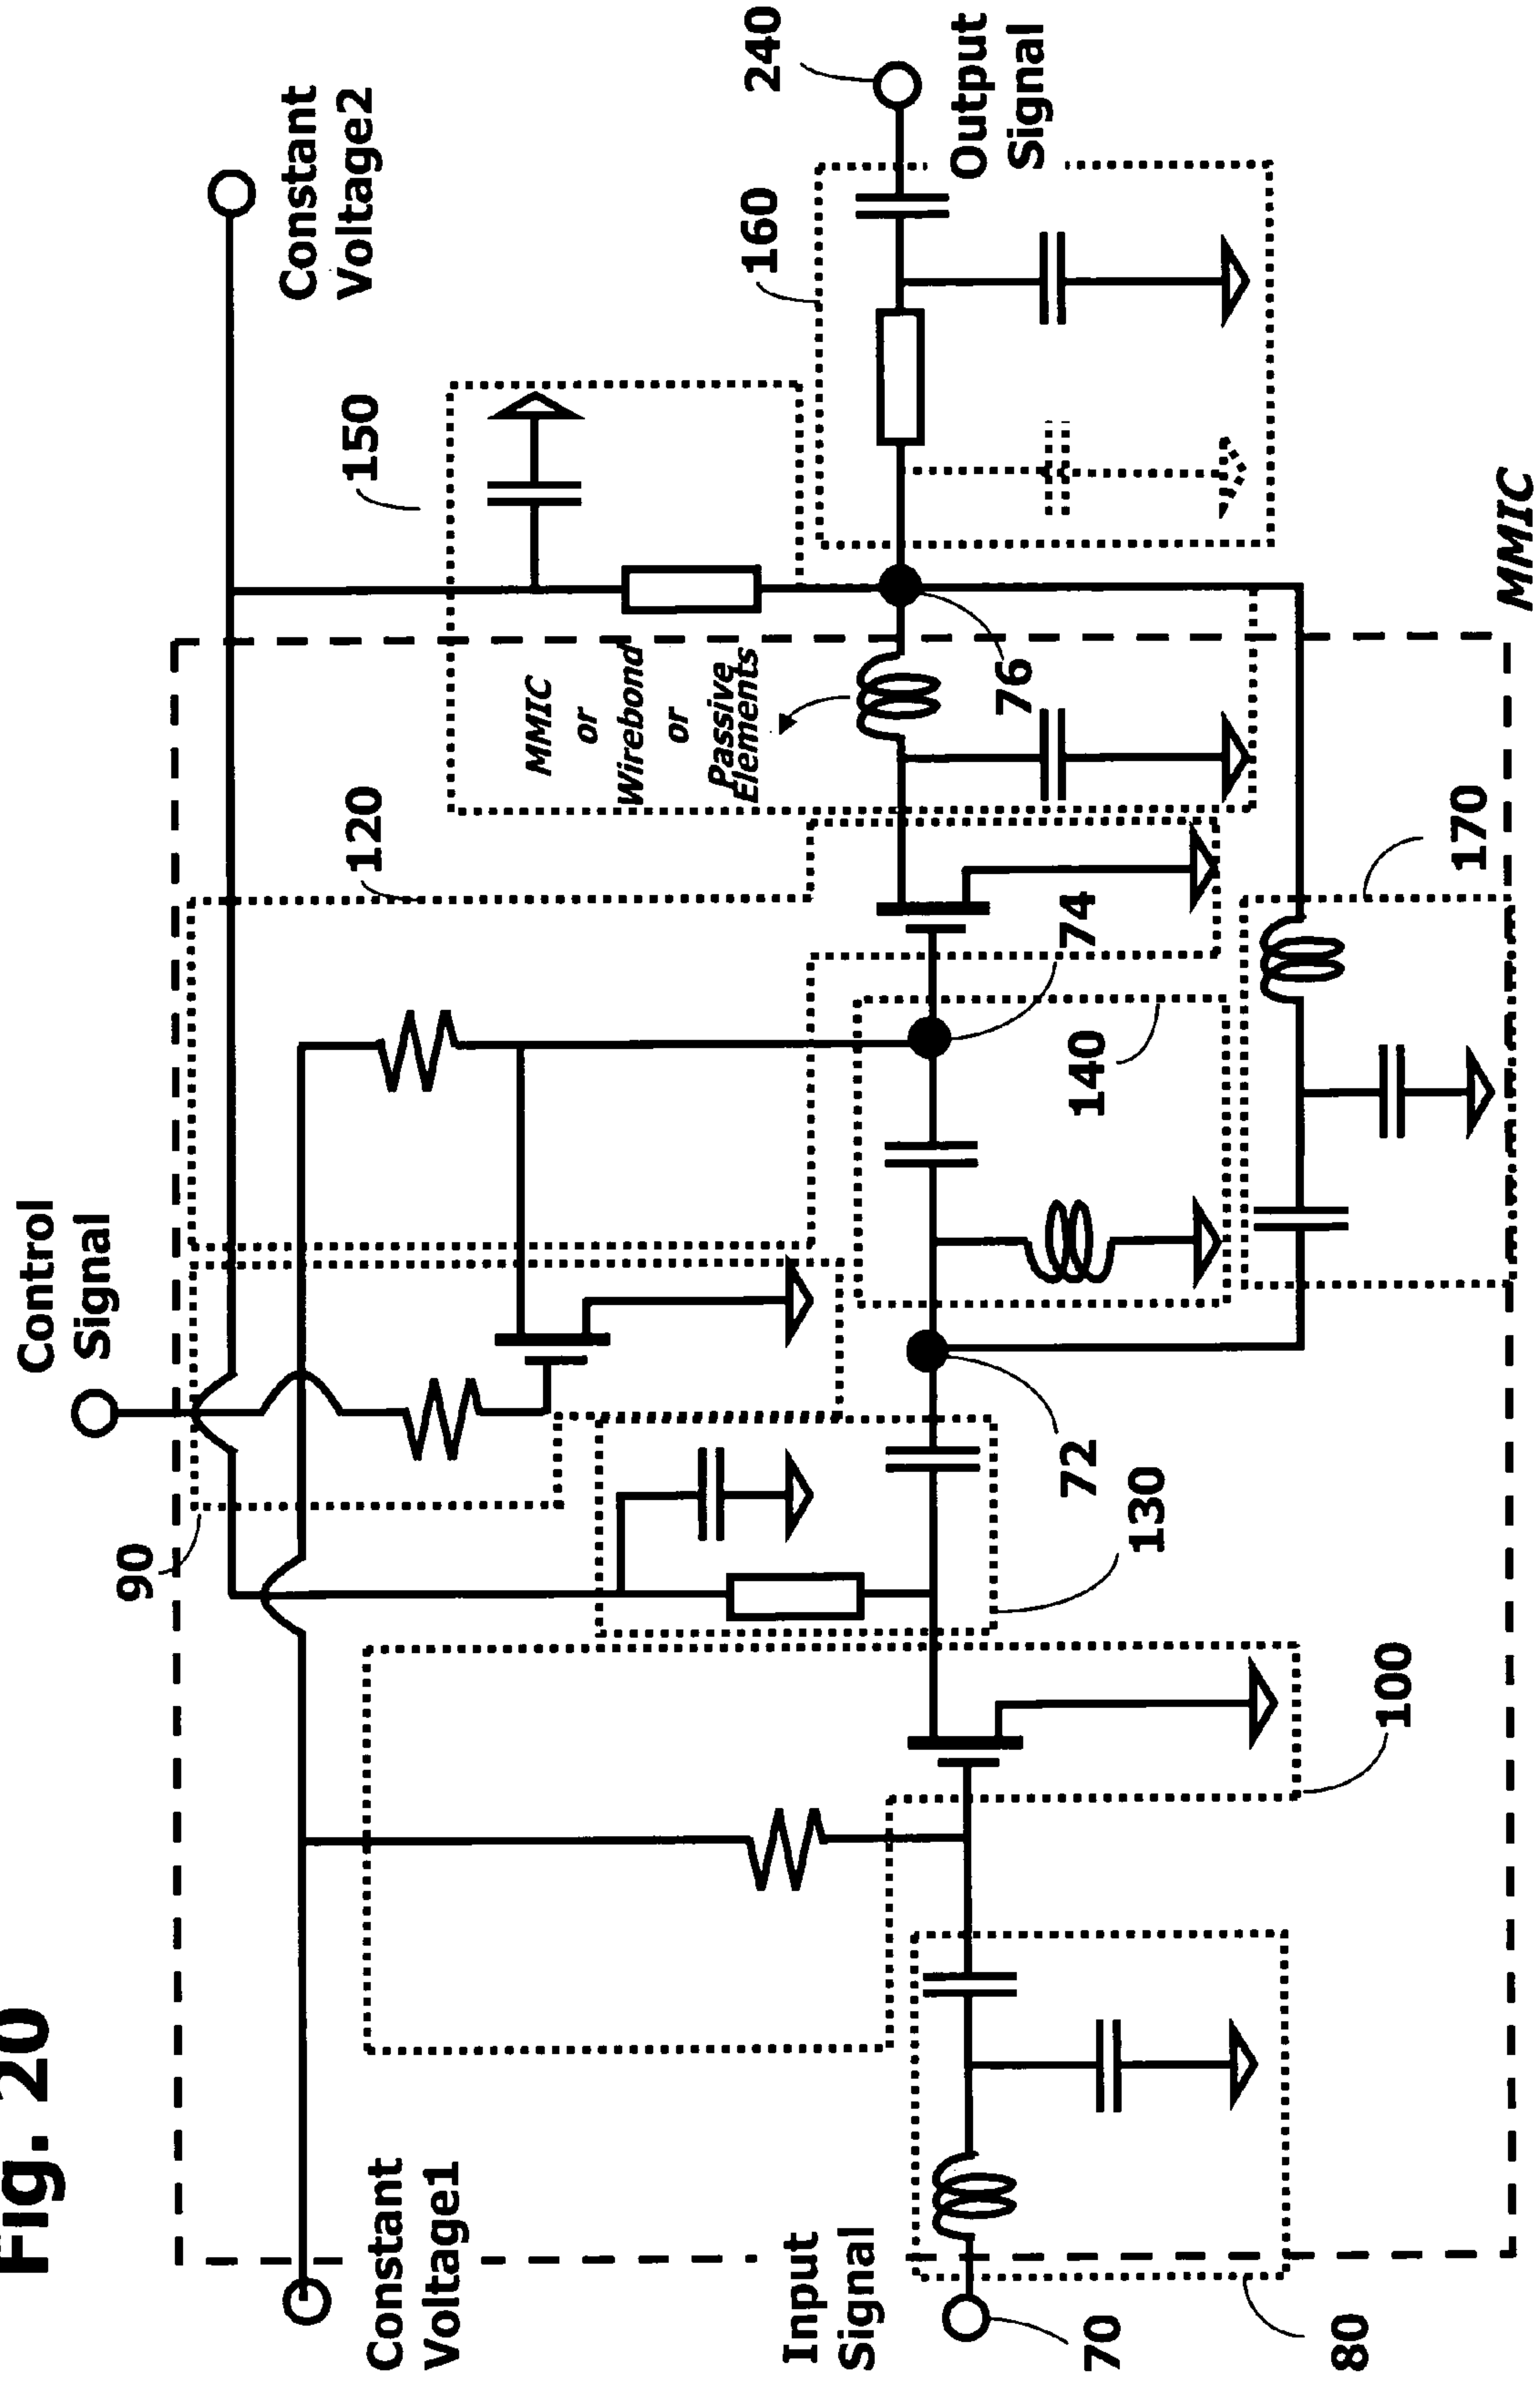 Fig. 20
Control
Signal
Constant
Voltage2
Constant
Voltage1
90
120
150
MMIC
or
Wirebond
or
Passive
Elements
160
240
Output
Signal
Input
Signal
70
80
100
130
72
140
74
76
170
MMIC